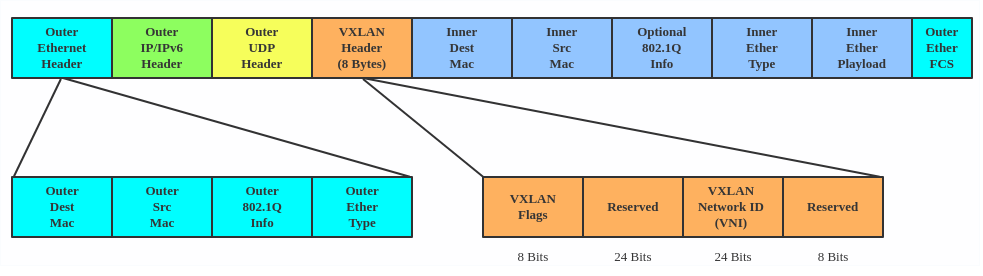 Outer
Ethernet
Header
Outer
IP/IPv6
Header
Outer
UDP
Header
VXLAN
Header
(8 Bytes)
Inner
Dest
Mac
Inner
Src
Mac
Optional
802.1Q
Info
Inner
Ether
Type
Inner
Ether
Playload
Outer
Ether
FCS
Outer
Dest
Mac
Outer
Src
Mac
Outer
802.1Q
Info
Outer
Ether
Type
VXLAN
Flags
Reserved
VXLAN
Network ID
(VNI)
Reserved
8 Bits
24 Bits
24 Bits
8 Bits